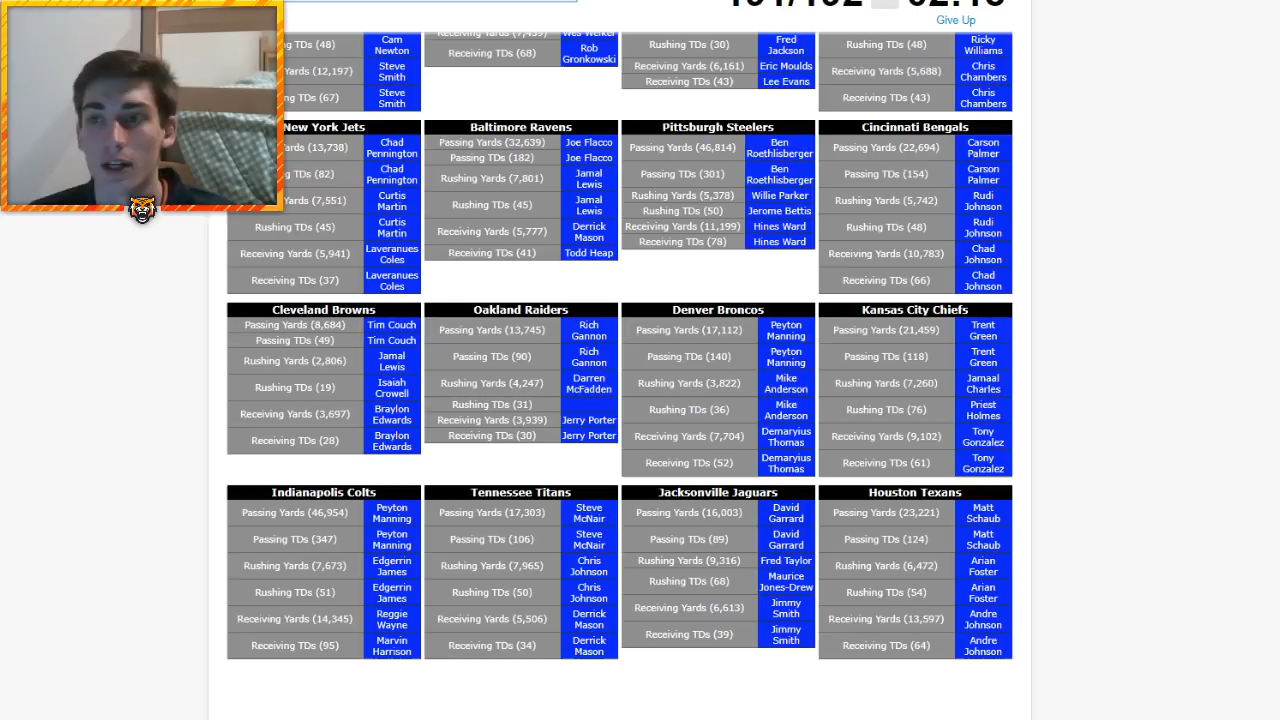 Give Up
ng TDs (48) Cam Newton
Yards (12,197) Steve Smith
ng TDs (67) Steve Smith
Receiving TDs (68) Rob Gronkowski
Rushing TDs (30) Fred Jackson
Receiving Yards (6,161) Eric Moulds
Receiving TDs (43) Lee Evans
Rushing TDs (48) Ricky Williams
Receiving Yards (5,688) Chris Chambers
Receiving TDs (43) Chris Chambers
New York Jets
Yards (13,738) Chad Pennington
TDs (82) Chad Pennington
Yards (7,551) Curtis Martin
Rushing TDs (45) Curtis Martin
Receiving Yards (5,941) Laveranues Coles
Receiving TDs (37) Laveranues Coles
Baltimore Ravens
Passing Yards (32,639) Joe Flacco
Passing TDs (182) Joe Flacco
Rushing Yards (7,801) Jamal Lewis
Rushing TDs (45) Jamal Lewis
Receiving Yards (5,777) Derrick Mason
Receiving TDs (41) Todd Heap
Pittsburgh Steelers
Passing Yards (46,814) Ben Roethlisberger
Passing TDs (301) Ben Roethlisberger
Rushing Yards (5,378) Willie Parker
Rushing TDs (50) Jerome Bettis
Receiving Yards (11,199) Hines Ward
Receiving TDs (78) Hines Ward
Cincinnati Bengals
Passing Yards (22,694) Carson Palmer
Passing TDs (154) Carson Palmer
Rushing Yards (5,742) Rudi Johnson
Rushing TDs (48) Rudi Johnson
Receiving Yards (10,783) Chad Johnson
Receiving TDs (66) Chad Johnson
Cleveland Browns
Passing Yards (8,684) Tim Couch
Passing TDs (49) Tim Couch
Rushing Yards (2,806) Jamal Lewis
Rushing TDs (19) Isaiah Crowell
Receiving Yards (3,697) Braylon Edwards
Receiving TDs (28) Braylon Edwards
Oakland Raiders
Passing Yards (13,745) Rich Gannon
Passing TDs (90) Rich Gannon
Rushing Yards (4,247) Darren McFadden
Rushing TDs (31)
Receiving Yards (3,939) Jerry Porter
Receiving TDs (30) Jerry Porter
Denver Broncos
Passing Yards (17,112) Peyton Manning
Passing TDs (140) Peyton Manning
Rushing Yards (3,822) Mike Anderson
Rushing TDs (36) Mike Anderson
Receiving Yards (7,704) Demaryius Thomas
Receiving TDs (52) Demaryius Thomas
Kansas City Chiefs
Passing Yards (21,459) Trent Green
Passing TDs (118) Trent Green
Rushing Yards (7,260) Jamaal Charles
Rushing TDs (76) Priest Holmes
Receiving Yards (9,102) Tony Gonzalez
Receiving TDs (61) Tony Gonzalez
Indianapolis Colts
Passing Yards (46,954) Peyton Manning
Passing TDs (347) Peyton Manning
Rushing Yards (7,673) Edgerrin James
Rushing TDs (51) Edgerrin James
Receiving Yards (14,345) Reggie Wayne
Receiving TDs (95) Marvin Harrison
Tennessee Titans
Passing Yards (17,303) Steve McNair
Passing TDs (106) Steve McNair
Rushing Yards (7,965) Chris Johnson
Rushing TDs (50) Chris Johnson
Receiving Yards (5,506) Derrick Mason
Receiving TDs (34) Derrick Mason
Jacksonville Jaguars
Passing Yards (16,003) David Garrard
Passing TDs (89) David Garrard
Rushing Yards (9,316) Fred Taylor
Rushing TDs (68) Maurice Jones-Drew
Receiving Yards (6,613) Jimmy Smith
Receiving TDs (39) Jimmy Smith
Houston Texans
Passing Yards (23,221) Matt Schaub
Passing TDs (124) Matt Schaub
Rushing Yards (6,472) Arian Foster
Rushing TDs (54) Arian Foster
Receiving Yards (13,597) Andre Johnson
Receiving TDs (64) Andre Johnson